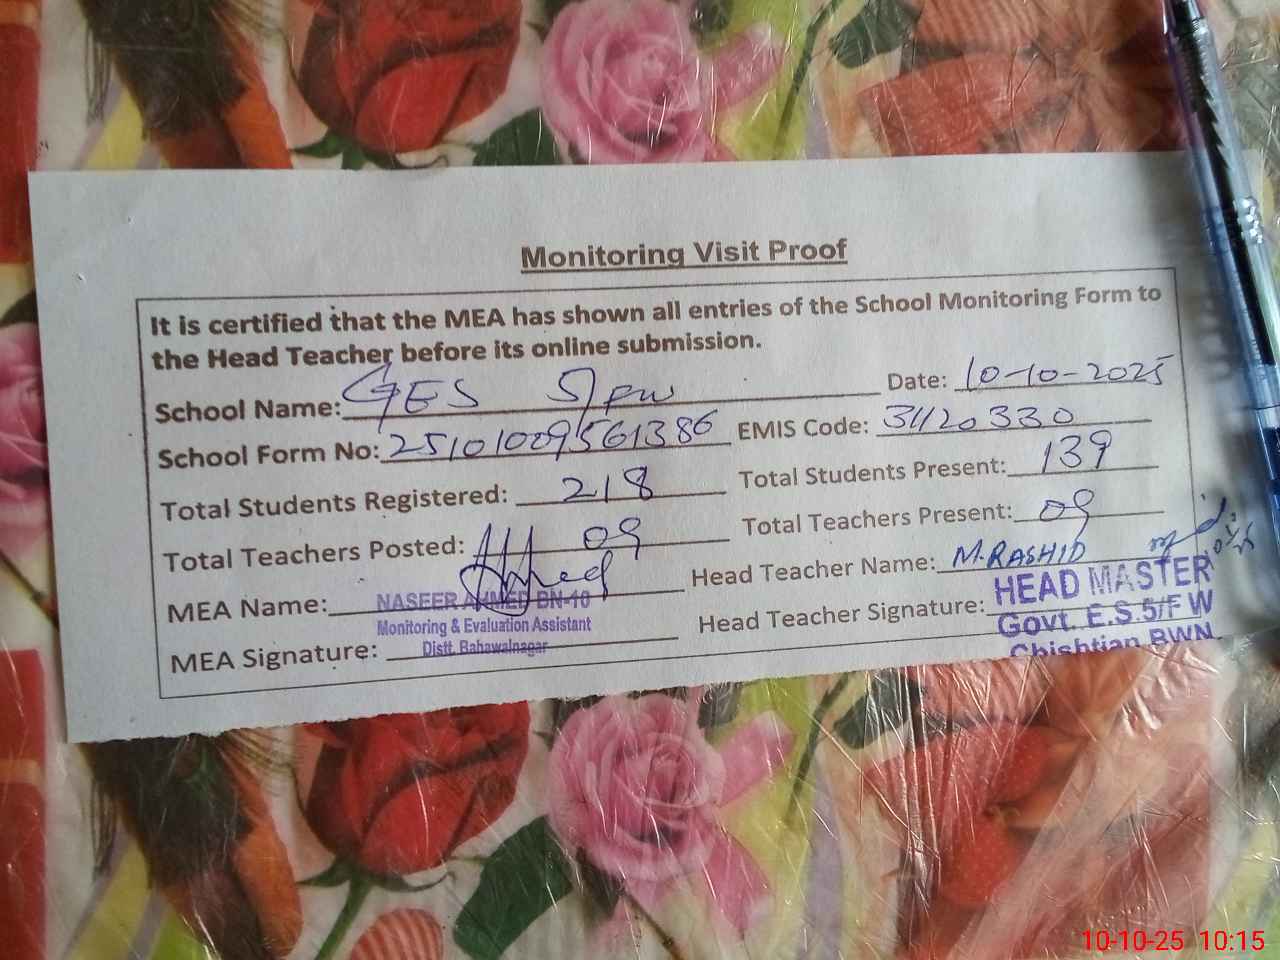 Monitoring Visit Proof
It is certified that the MEA has shown all entries of the School Monitoring Form to
the Head Teacher before its online submission.
School Name: GES 5/FW Date: 10-10-2025
School Form No: 25101009561386 EMIS Code: 31120330
Total Students Registered: 218 Total Students Present: 139
Total Teachers Posted: 09 Total Teachers Present: 09
MEA Name: Head Teacher Name: M.RASHID
NASEER AHMED BN-10
Monitoring & Evaluation Assistant
Distt. Bahawalnagar
MEA Signature: Head Teacher Signature:
HEAD MASTER
Govt. E.S.5/F W
Chishtian BWN
10-10-25 10:15